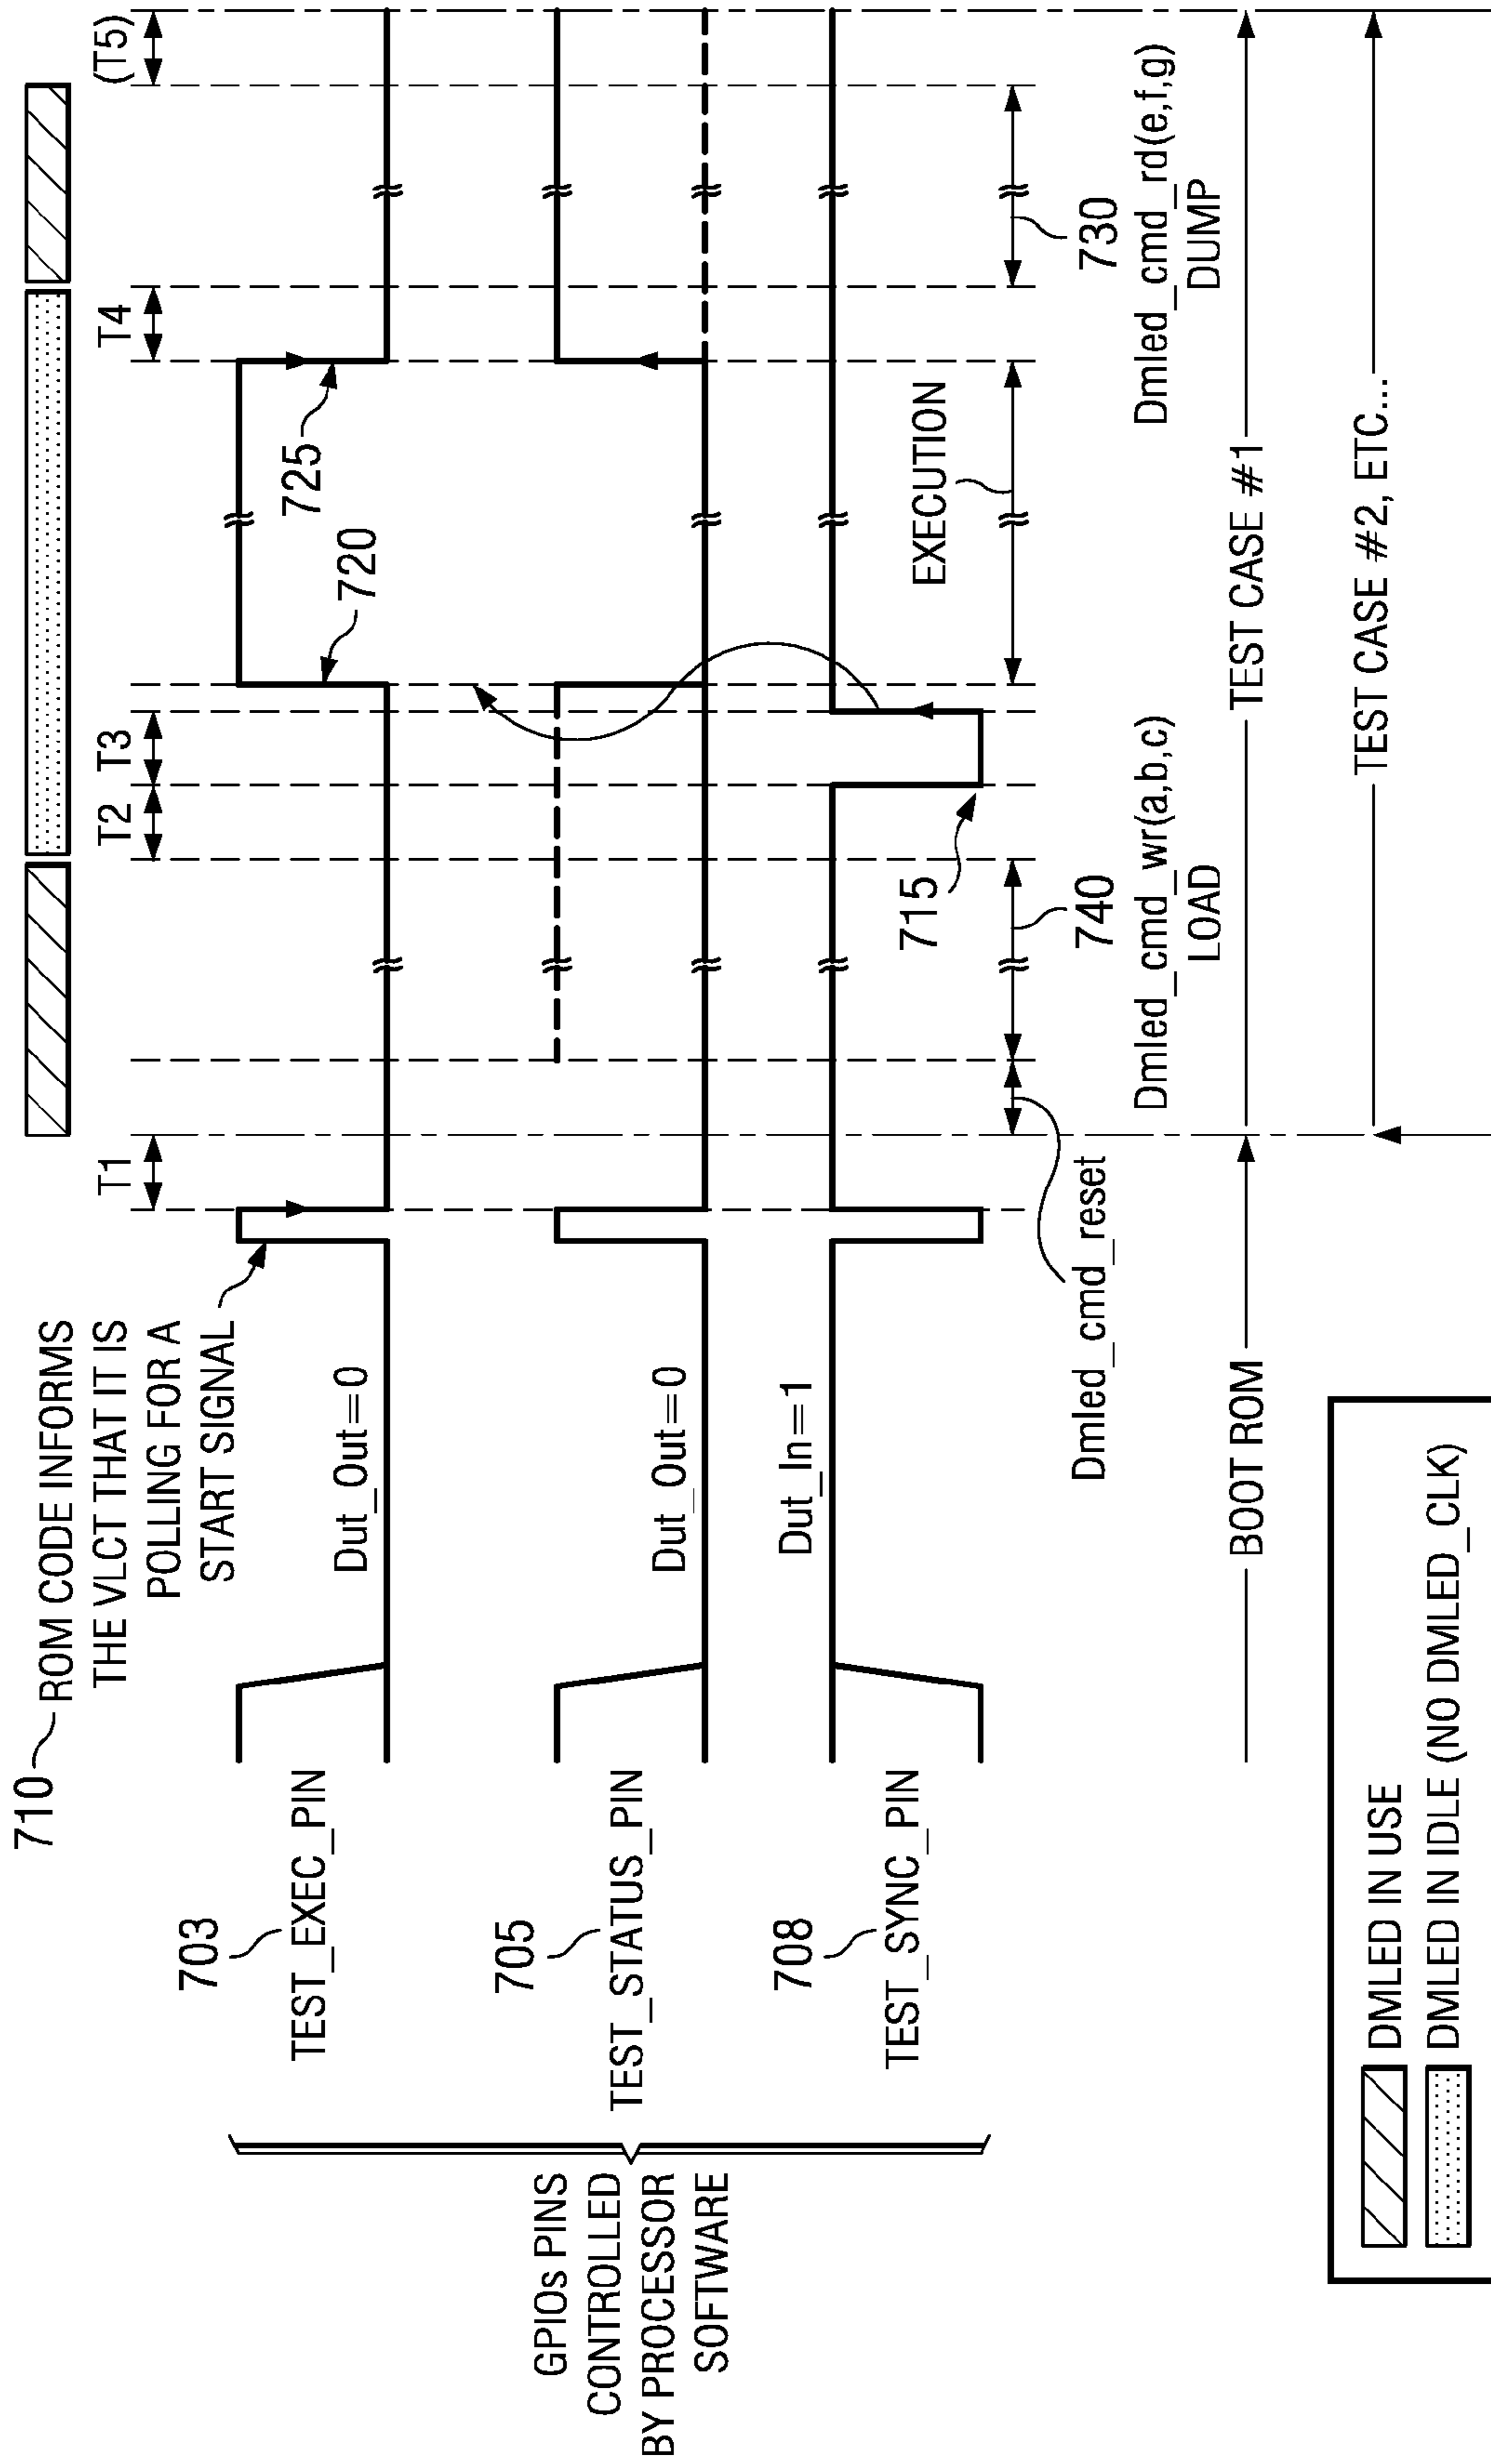 710
ROM CODE INFORMS
THE VLCT THAT IT IS
POLLING FOR A
START SIGNAL
T1
T2
T3
T4
(T5)
703
TEST_EXEC_PIN
Dut_Out=0
720
725
GPIOs PINS
CONTROLLED
BY PROCESSOR
SOFTWARE
705
TEST_STATUS_PIN
Dut_Out=0
708
TEST_SYNC_PIN
Dut_In=1
715
EXECUTION
Dmled_cmd_reset
740
Dmled_cmd_wr(a,b,c)
LOAD
730
Dmled_cmd_rd(e,f,g)
DUMP
BOOT ROM
TEST CASE #1
TEST CASE #2, ETC...
DMLED IN USE
DMLED IN IDLE (NO DMLED_CLK)